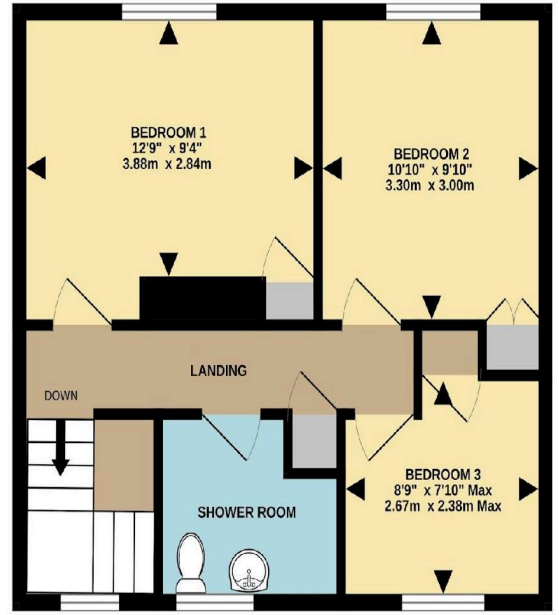 BEDROOM 1
12'9" x 9'4"
3.88m x 2.84m
BEDROOM 2
10'10" x 9'10"
3.30m x 3.00m
LANDING
DOWN
SHOWER ROOM
BEDROOM 3
8'9" x 7'10" Max
2.67m x 2.38m Max